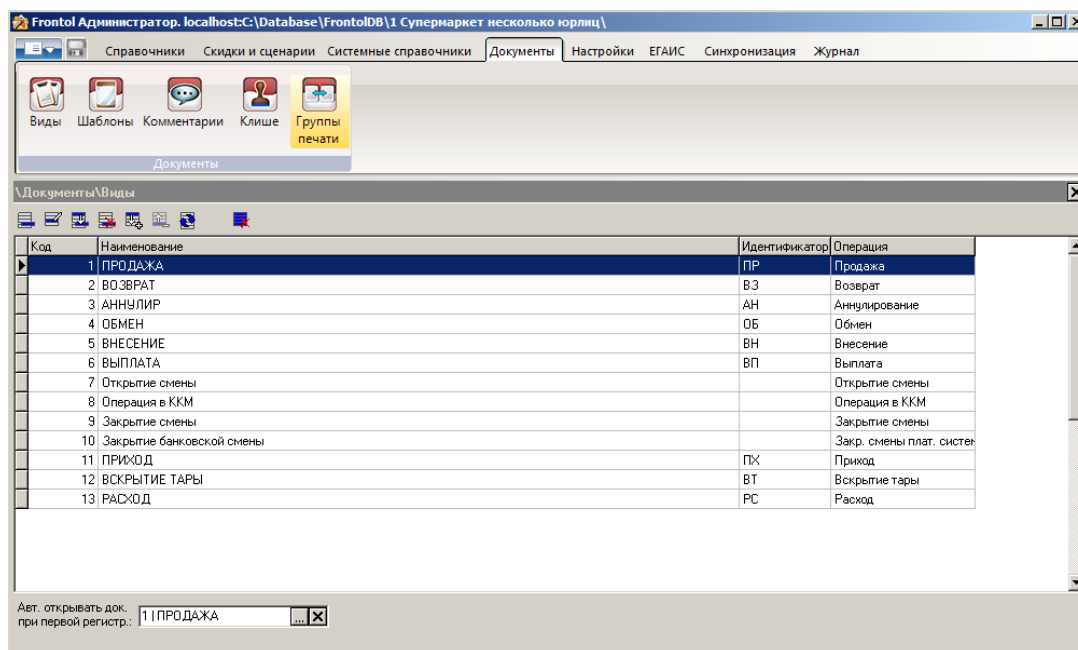 Frontol Администратор. localhost:C:\Database\FrontolDB\1 Супермаркет несколько юрлиц\
Справочники Скидки и сценарии Системные справочники Документы Настройки ЕГАИС Синхронизация Журнал
Виды Шаблоны Комментарии Клише Группы печати
Документы
\Документы\Виды
Код Наименование Идентификатор Операция
1 ПРОДАЖА ПР Продажа
2 ВОЗВРАТ ВЗ Возврат
3 АННУЛИР АН Аннулирование
4 ОБМЕН ОБ Обмен
5 ВНЕСЕНИЕ ВН Внесение
6 ВЫПЛАТА ВП Выплата
7 Открытие смены Открытие смены
8 Операция в ККМ Операция в ККМ
9 Закрытие смены Закрытие смены
10 Закрытие банковской смены Закр. смены плат. систем
11 ПРИХОД ПХ Приход
12 ВСКРЫТИЕ ТАРЫ ВТ Вскрытие тары
13 РАСХОД РС Расход
Авт. открывать док.
при первой регистр.: 1 | ПРОДАЖА ...